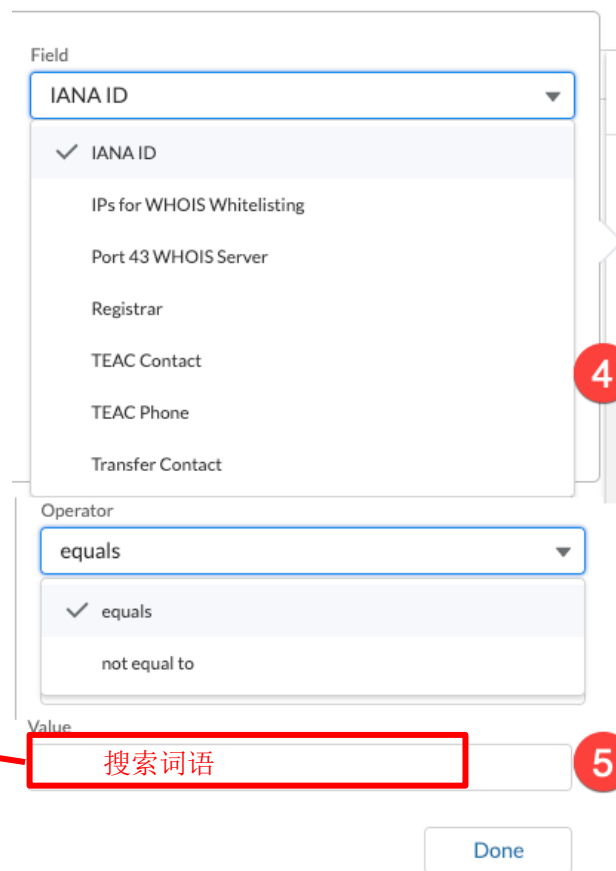 Field
IANA ID
IANA ID
IPs for WHOIS Whitelisting
Port 43 WHOIS Server
Registrar
TEAC Contact
4
TEAC Phone
Transfer Contact
Operator
equals
equals
not equal to
Value
搜索词语
5
Done